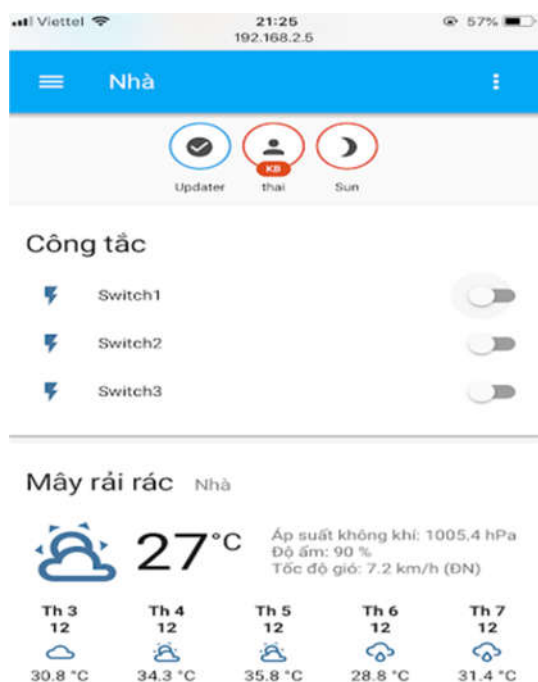 Viettel 21:25 57%
192.168.2.5
Nhà
KB
Updater thai Sun
Công tắc
Switch1
Switch2
Switch3
Mây rải rác Nhà
27°C
Áp suất không khí: 1005.4 hPa
Độ ẩm: 90 %
Tốc độ gió: 7.2 km/h (ĐN)
Th 3 Th 4 Th 5 Th 6 Th 7
12 12 12 12 12
30.8 °C 34.3 °C 35.8 °C 28.8 °C 31.4 °C